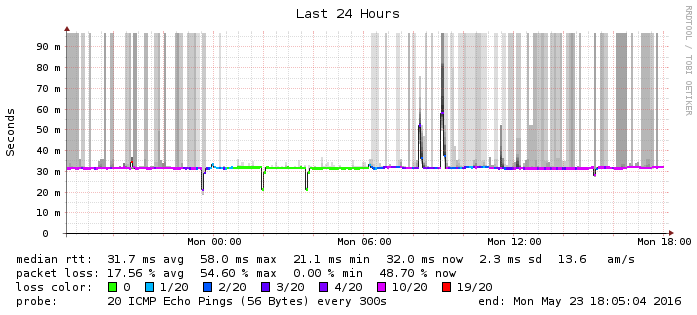 Last 24 Hours
RRDTOOL / TOBI OETIKER
Seconds
90 m
80 m
70 m
60 m
50 m
40 m
30 m
20 m
10 m
0
Mon 00:00 Mon 06:00 Mon 12:00 Mon 18:00
median rtt: 31.7 ms avg 58.0 ms max 21.1 ms min 32.0 ms now 2.3 ms sd 13.6 am/s
packet loss: 17.56 % avg 54.60 % max 0.00 % min 48.70 % now
loss color: 0 1/20 2/20 3/20 4/20 10/20 19/20
probe: 20 ICMP Echo Pings (56 Bytes) every 300s end: Mon May 23 18:05:04 2016